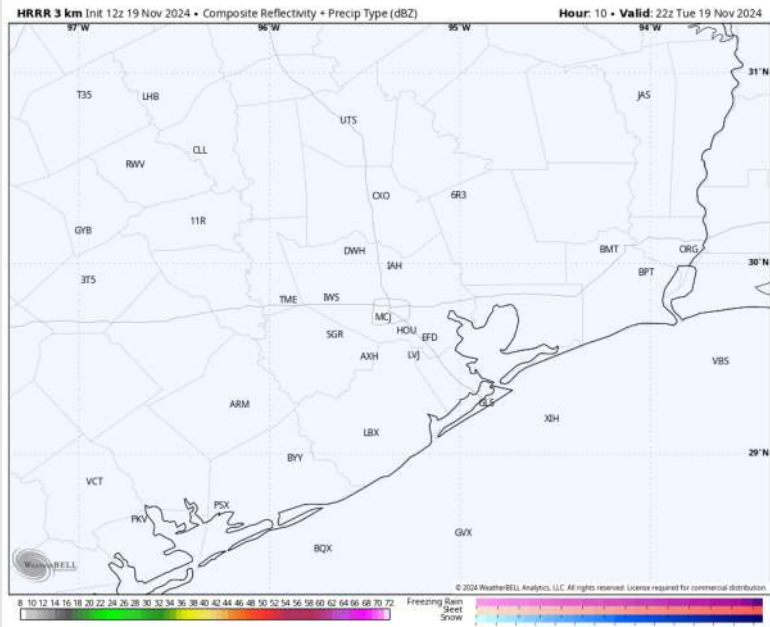 HRRR 3 km Init 12z 19 Nov 2024 • Composite Reflectivity + Precip Type (dBZ) Hour: 10 • Valid: 22z Tue 19 Nov 2024
97°W 96°W 95°W 94°W
31°N
T35 LHB JAS
UTS
CLL
RWV
CXO 6R3
11R
GYB
DWH BMT ORG
30°N
IAH
BPT
3T5
TME IWS
MCJ
HOU
SGR EFD
AXH LVJ
VBS
ARM GLS
XIH
LBX
29°N
BYY
VCT
PSX
PKV
GVX
BQX
WeatherBELL
© 2024 WeatherBELL Analytics, LLC. All rights reserved. License required for commercial distribution.
8 10 12 14 16 18 20 22 24 26 28 30 32 34 36 38 40 42 44 46 48 50 52 54 56 58 60 62 64 66 68 70 72
Freezing Rain
Sleet
Snow